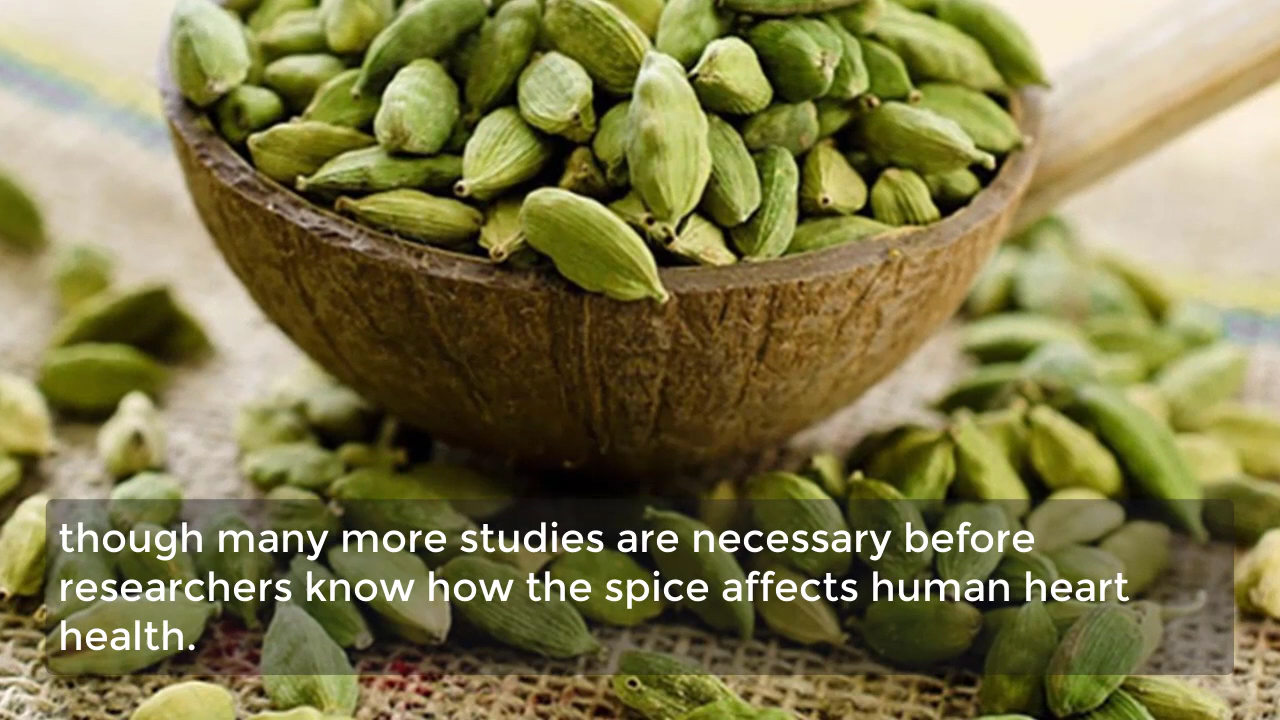 though many more studies are necessary before
researchers know how the spice affects human heart
health.